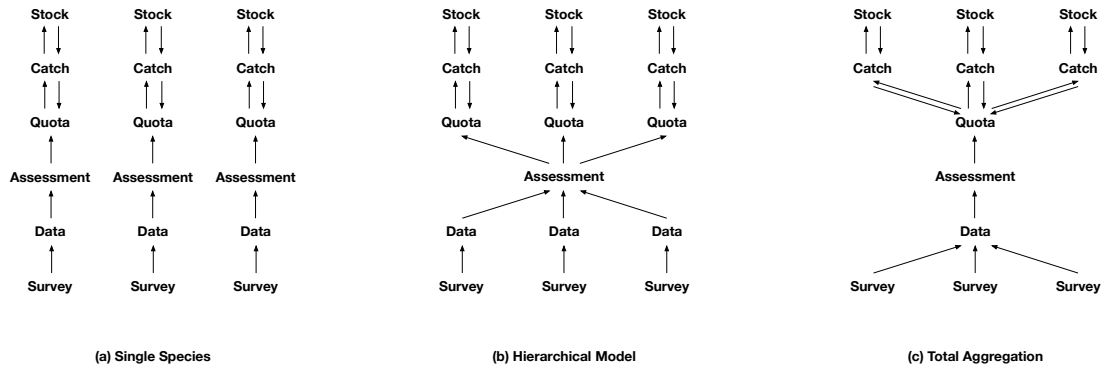 Stock Stock Stock
Catch Catch Catch
Quota Quota Quota
Assessment Assessment Assessment
Data Data Data
Survey Survey Survey
(a) Single Species
Stock Stock Stock
Catch Catch Catch
Quota Quota Quota
Assessment
Data Data Data
Survey Survey Survey
(b) Hierarchical Model
Stock Stock Stock
Catch Catch Catch
Quota
Assessment
Data
Survey Survey Survey
(c) Total Aggregation